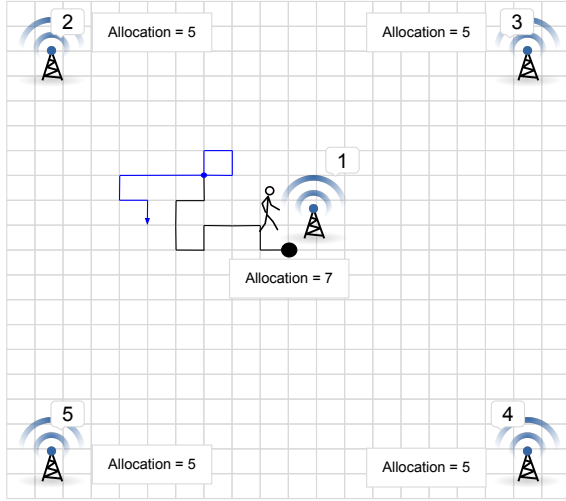 2
Allocation = 5
Allocation = 5
3
1
Allocation = 7
5
Allocation = 5
Allocation = 5
4